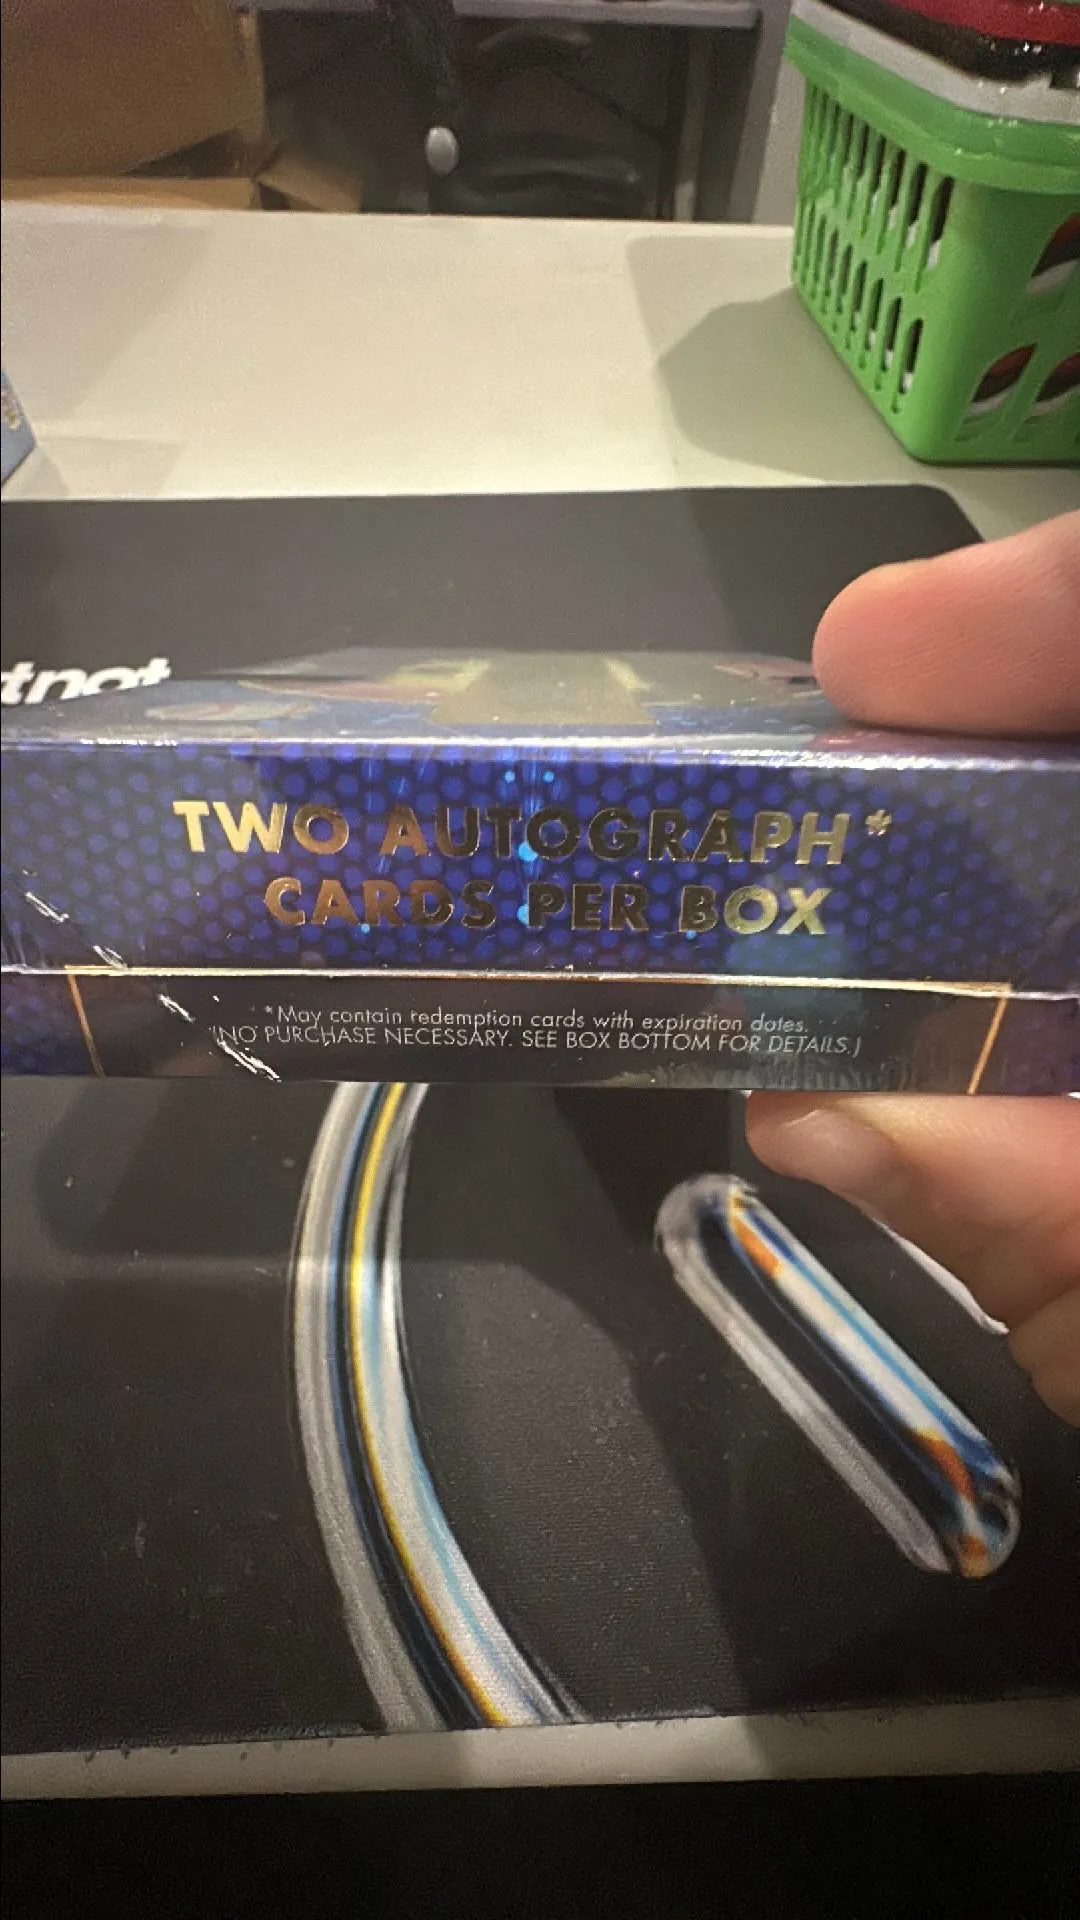 TWO AUTOGRAPH*
CARDS PER BOX
*May contain redemption cards with expiration dates.
(NO PURCHASE NECESSARY. SEE BOX BOTTOM FOR DETAILS.)